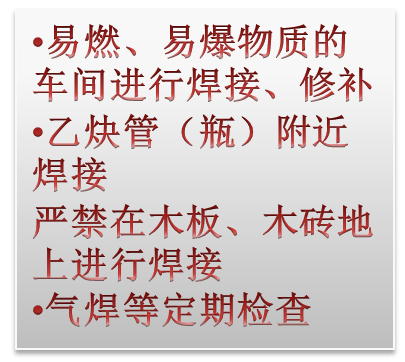 •易燃、易爆物质的
车间进行焊接、修补
•乙炔管（瓶）附近
焊接
严禁在木板、木砖地
上进行焊接
•气焊等定期检查